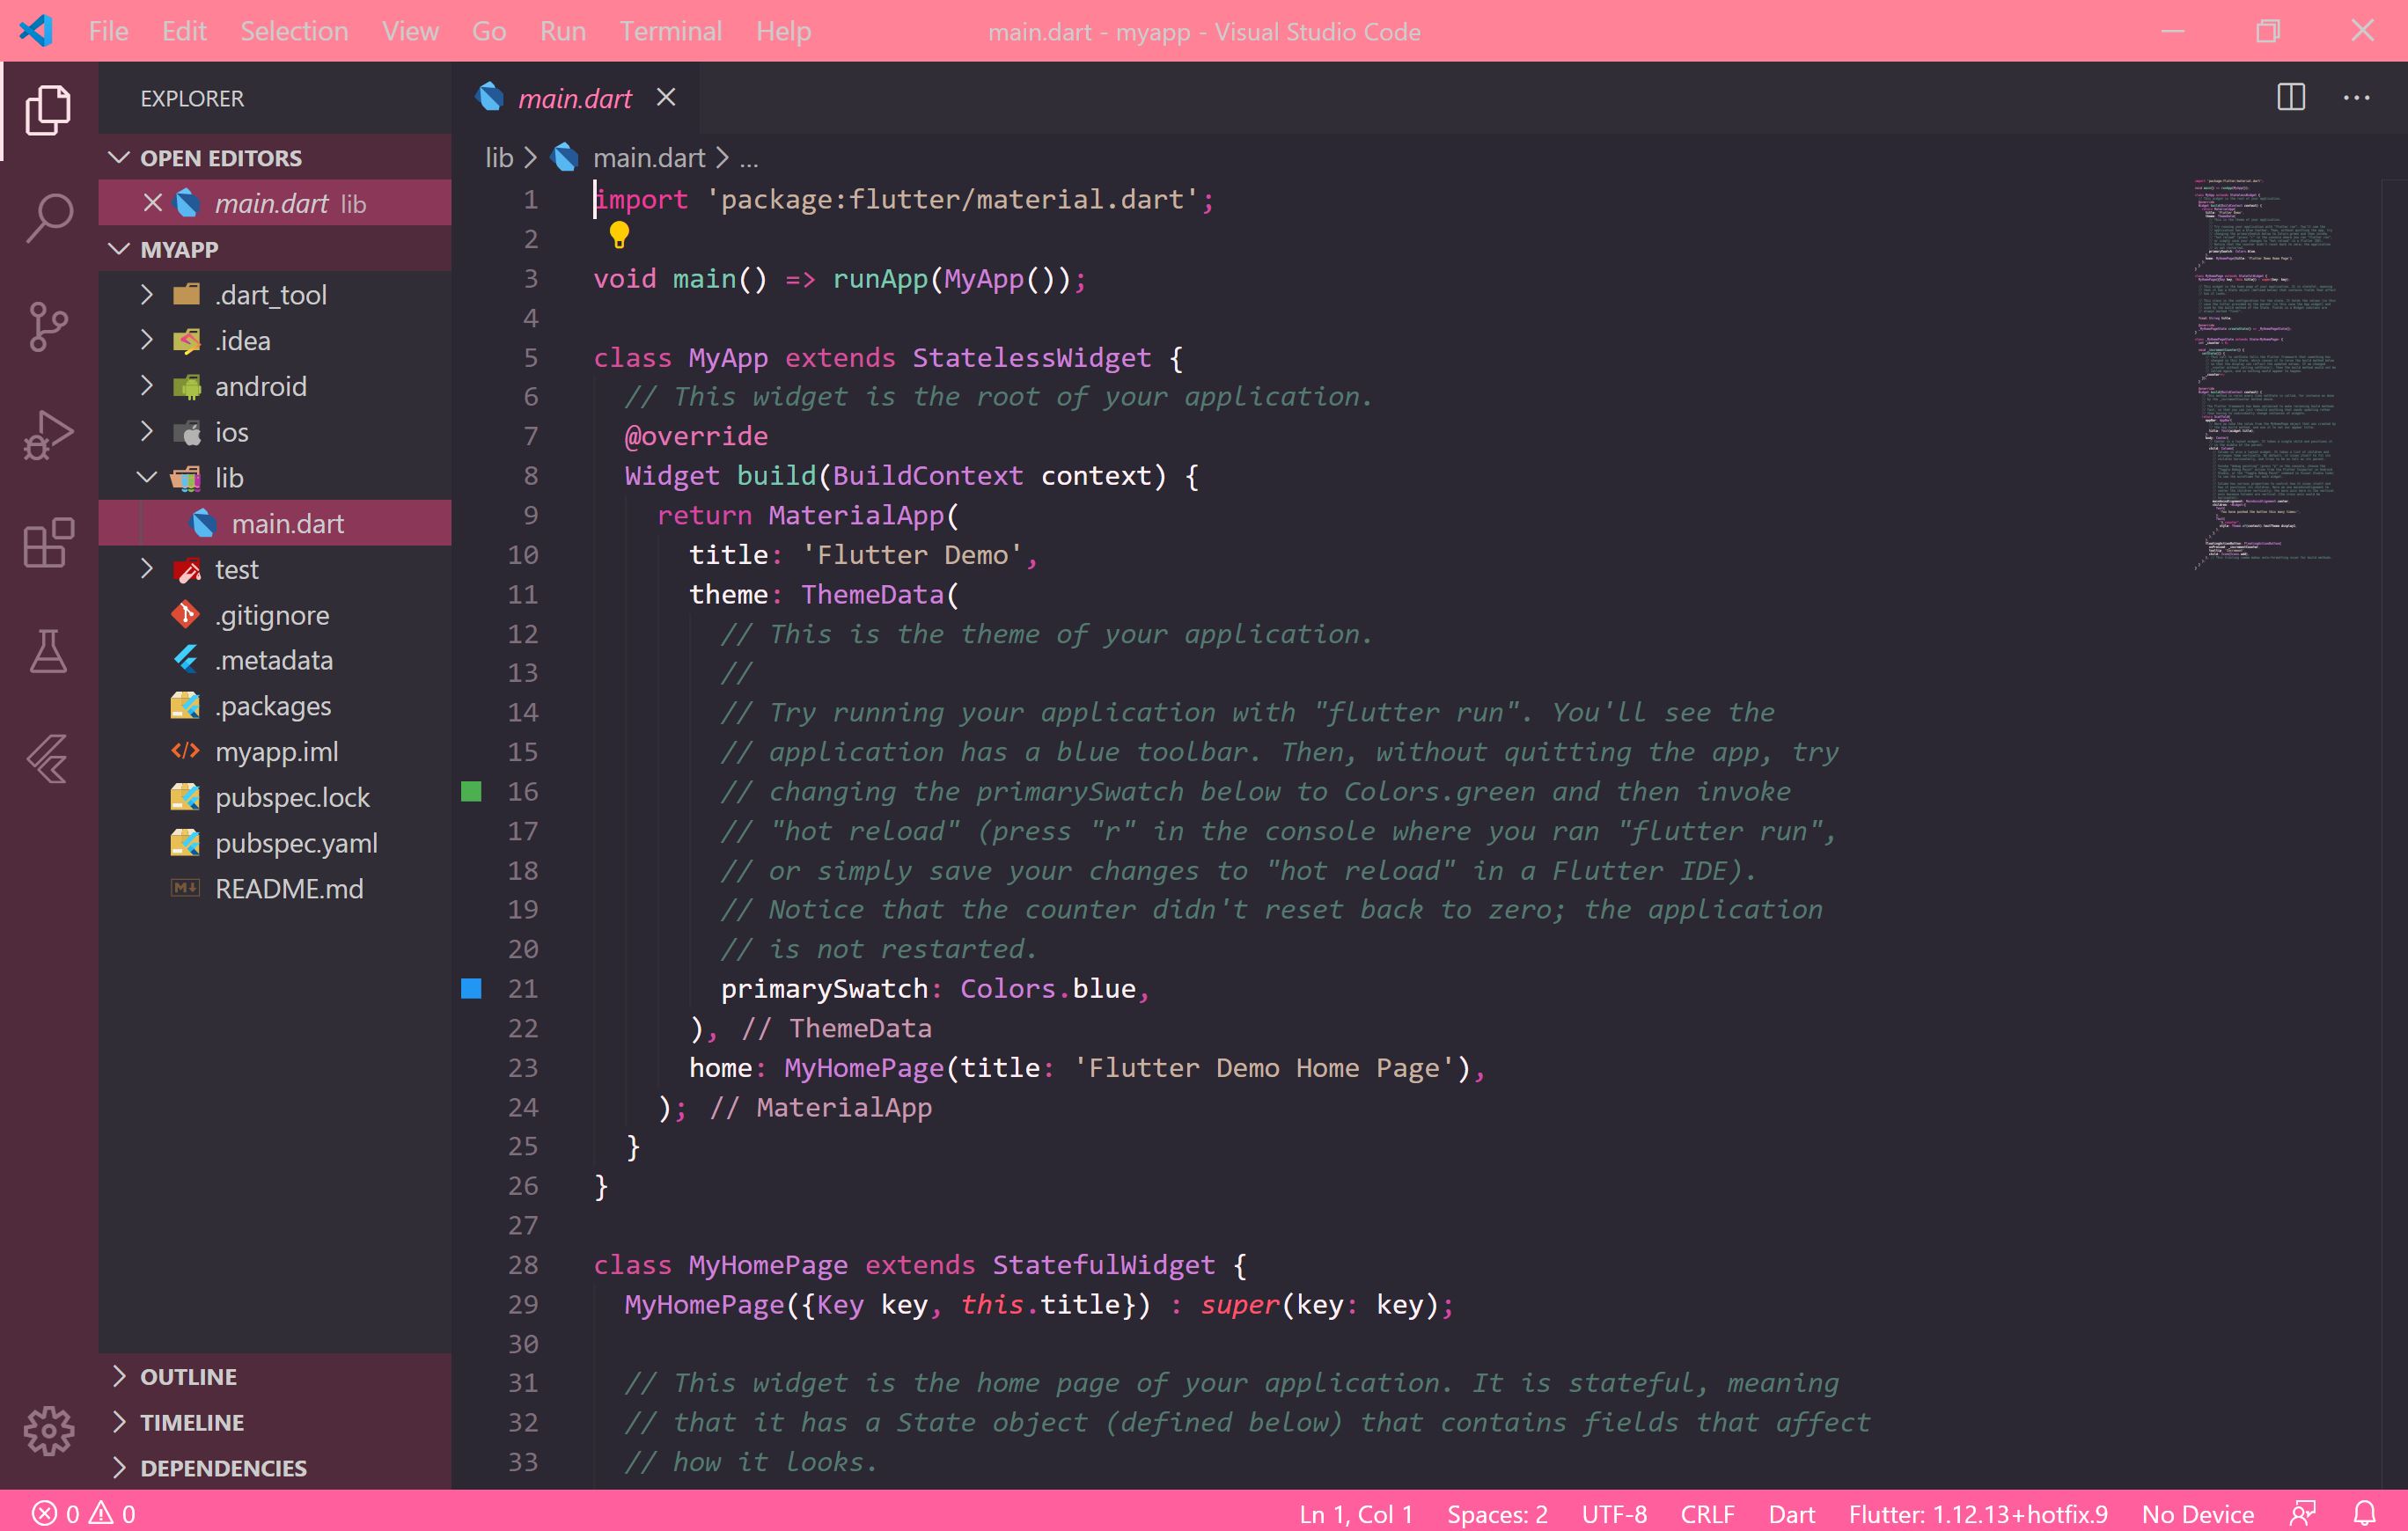 File Edit Selection View Go Run Terminal Help main.dart - myapp - Visual Studio Code
EXPLORER
OPEN EDITORS
main.dart lib
MYAPP
.dart_tool
.idea
android
ios
lib
main.dart
test
.gitignore
.metadata
.packages
myapp.iml
pubspec.lock
pubspec.yaml
README.md
OUTLINE
TIMELINE
DEPENDENCIES
main.dart
lib > main.dart > ...
1 import 'package:flutter/material.dart';
2
3 void main() => runApp(MyApp());
4
5 class MyApp extends StatelessWidget {
6 // This widget is the root of your application.
7 @override
8 Widget build(BuildContext context) {
9 return MaterialApp(
10 title: 'Flutter Demo',
11 theme: ThemeData(
12 // This is the theme of your application.
13 //
14 // Try running your application with "flutter run". You'll see the
15 // application has a blue toolbar. Then, without quitting the app, try
16 // changing the primarySwatch below to Colors.green and then invoke
17 // "hot reload" (press "r" in the console where you ran "flutter run",
18 // or simply save your changes to "hot reload" in a Flutter IDE).
19 // Notice that the counter didn't reset back to zero; the application
20 // is not restarted.
21 primarySwatch: Colors.blue,
22 ), // ThemeData
23 home: MyHomePage(title: 'Flutter Demo Home Page'),
24 ); // MaterialApp
25 }
26 }
27
28 class MyHomePage extends StatefulWidget {
29 MyHomePage({Key key, this.title}) : super(key: key);
30
31 // This widget is the home page of your application. It is stateful, meaning
32 // that it has a State object (defined below) that contains fields that affect
33 // how it looks.
0 0 Ln 1, Col 1 Spaces: 2 UTF-8 CRLF Dart Flutter: 1.12.13+hotfix.9 No Device